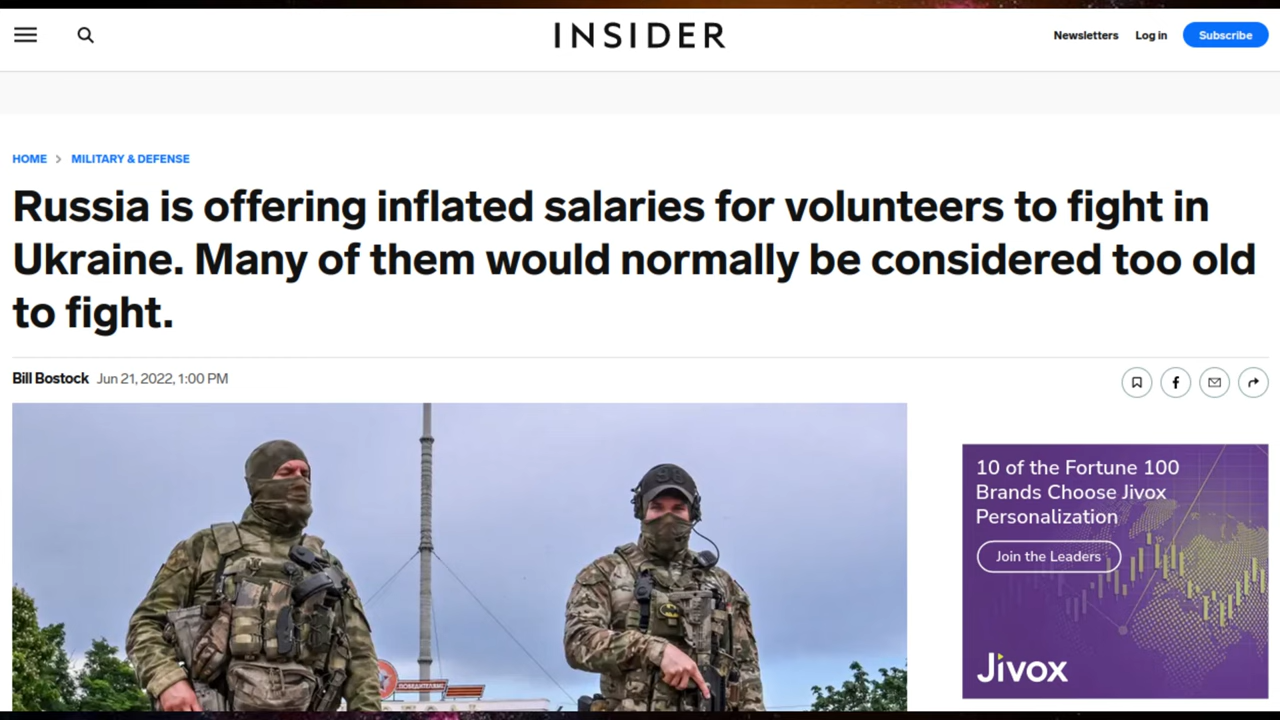 INSIDER
Newsletters
Log in
Subscribe
HOME > MILITARY & DEFENSE
Russia is offering inflated salaries for volunteers to fight in
Ukraine. Many of them would normally be considered too old
to fight.
Bill Bostock Jun 21, 2022, 1:00 PM
10 of the Fortune 100
Brands Choose Jivox
Personalization
Join the Leaders
Jivox